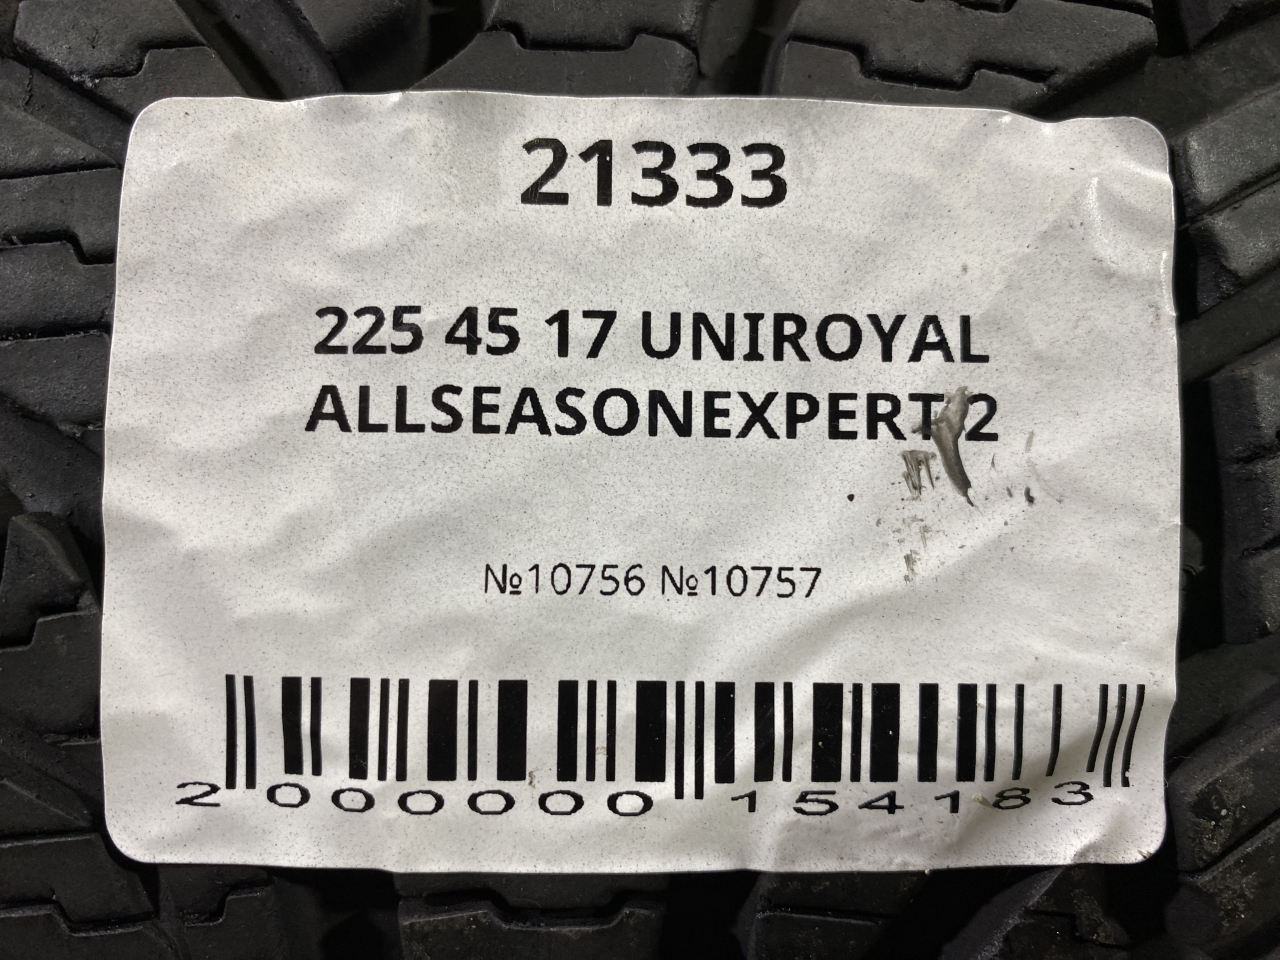 21333
225 45 17 UNIROYAL
ALLSEASONEXPERT 2
№10756 №10757
2 000000 154183